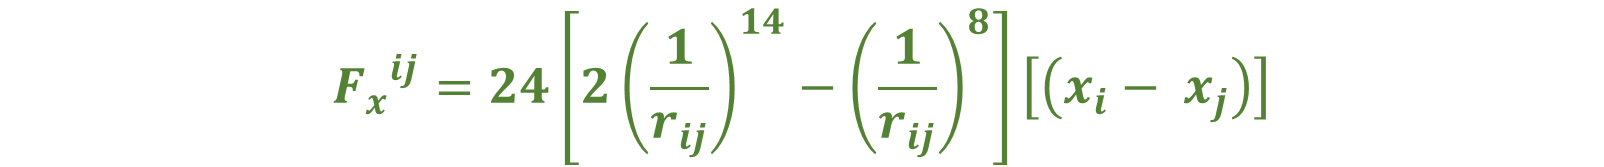 F_x^{ij} = 24 [ 2 ( 1 / r_{ij} )^{14} − ( 1 / r_{ij} )^{8} ] [ ( x_i − x_j ) ]